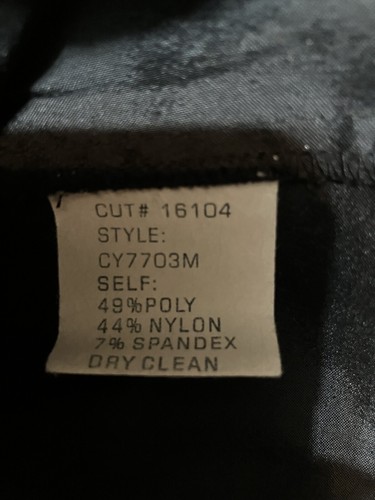 CUT# 16104
STYLE:
CY7703M
SELF:
49%POLY
44% NYLON
7% SPANDEX
DRY CLEAN